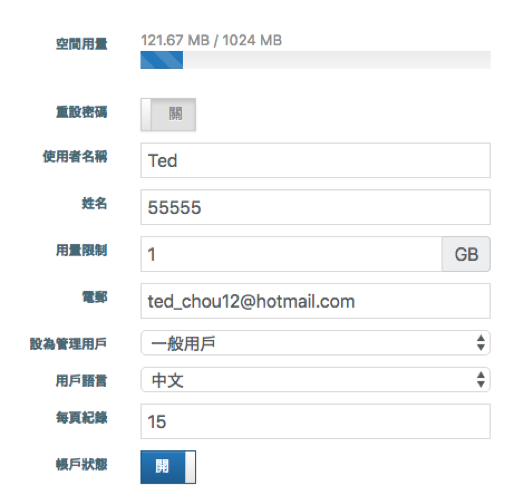 空間用量 121.67 MB / 1024 MB
重設密碼 關
使用者名稱 Ted
姓名 55555
用量限制 1 GB
電郵 ted_chou12@hotmail.com
設為管理用戶 一般用戶
用戶語言 中文
每頁紀錄 15
帳戶狀態 開